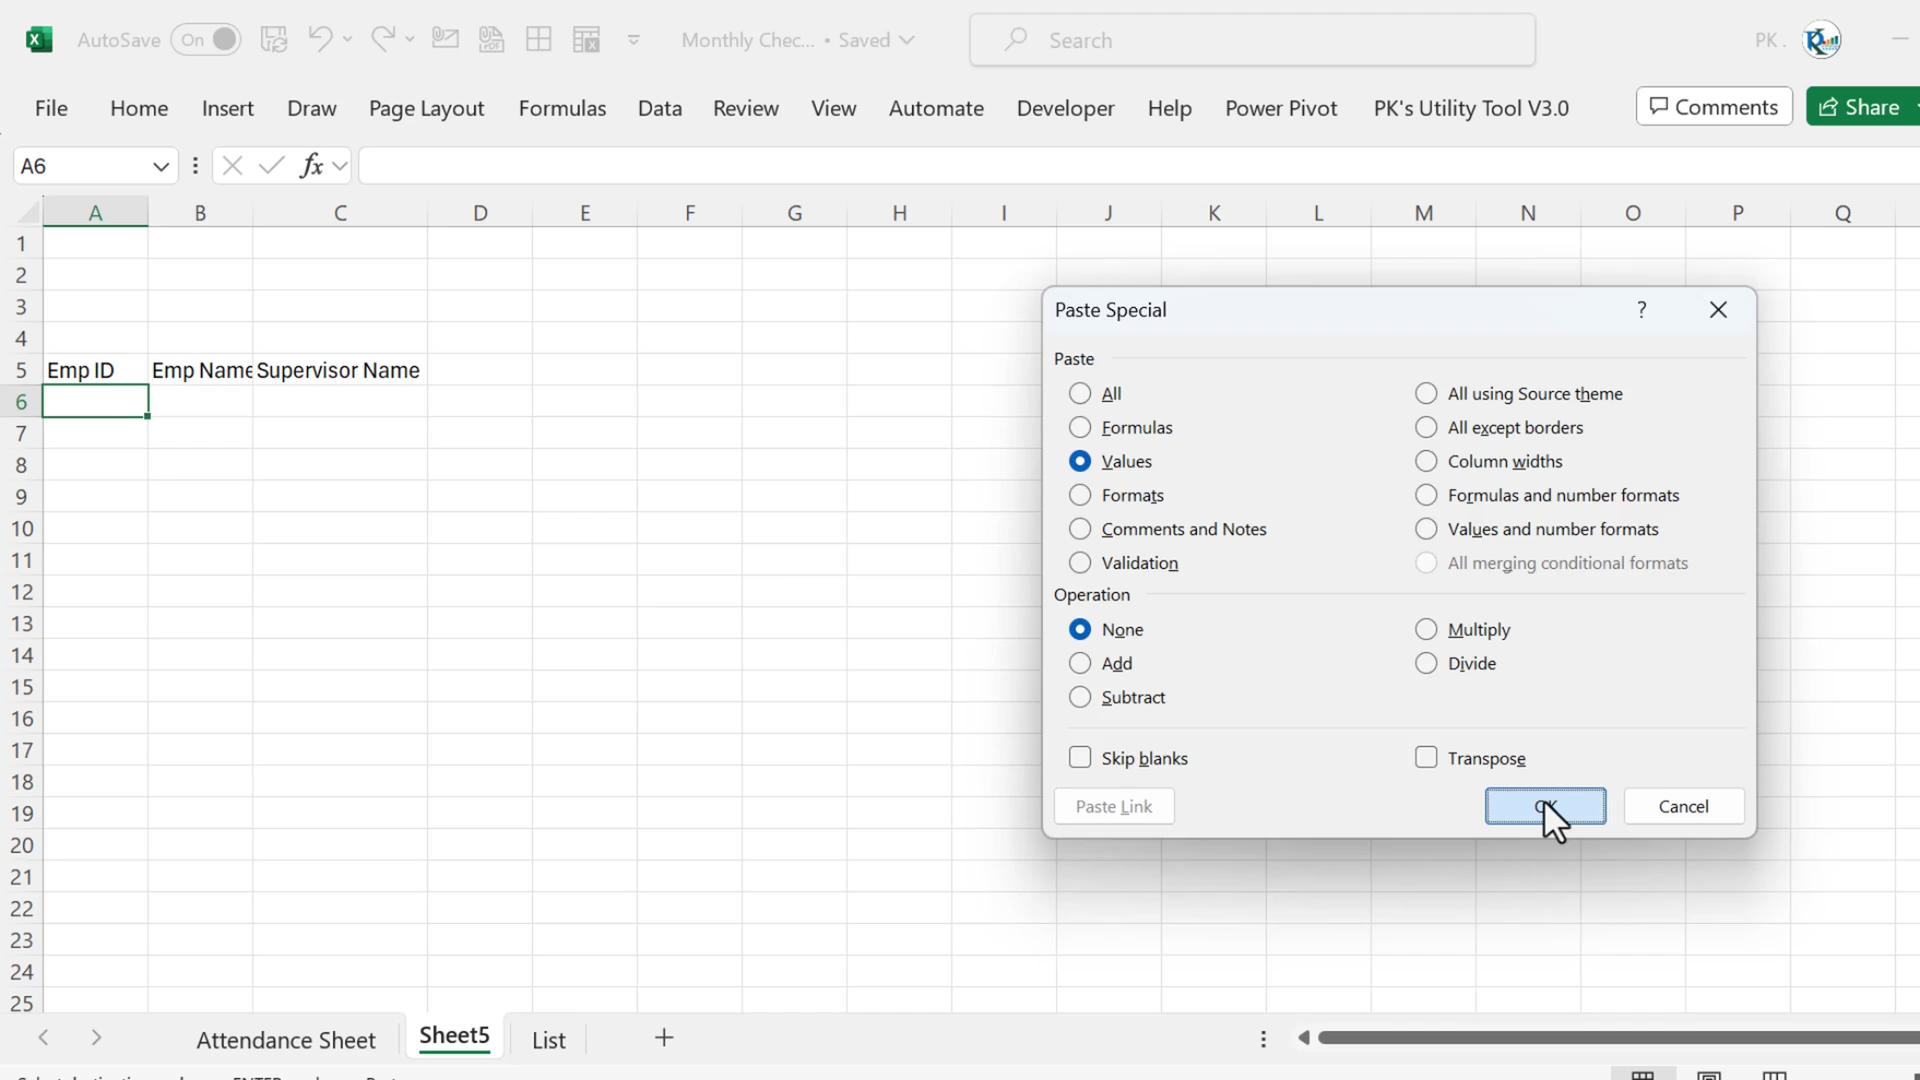 AutoSave On Monthly Chec... • Saved Search PK .
File Home Insert Draw Page Layout Formulas Data Review View Automate Developer Help Power Pivot PK's Utility Tool V3.0 Comments Share
A6 fx
A B C D E F G H I J K L M N O P Q
1
2
3
4
5 Emp ID Emp Name Supervisor Name
6
7
8
9
10
11
12
13
14
15
16
17
18
19
20
21
22
23
24
25
Paste Special ?
Paste
All All using Source theme
Formulas All except borders
Values Column widths
Formats Formulas and number formats
Comments and Notes Values and number formats
Validation All merging conditional formats
Operation
None Multiply
Add Divide
Subtract
Skip blanks Transpose
Paste Link OK Cancel
Attendance Sheet Sheet5 List